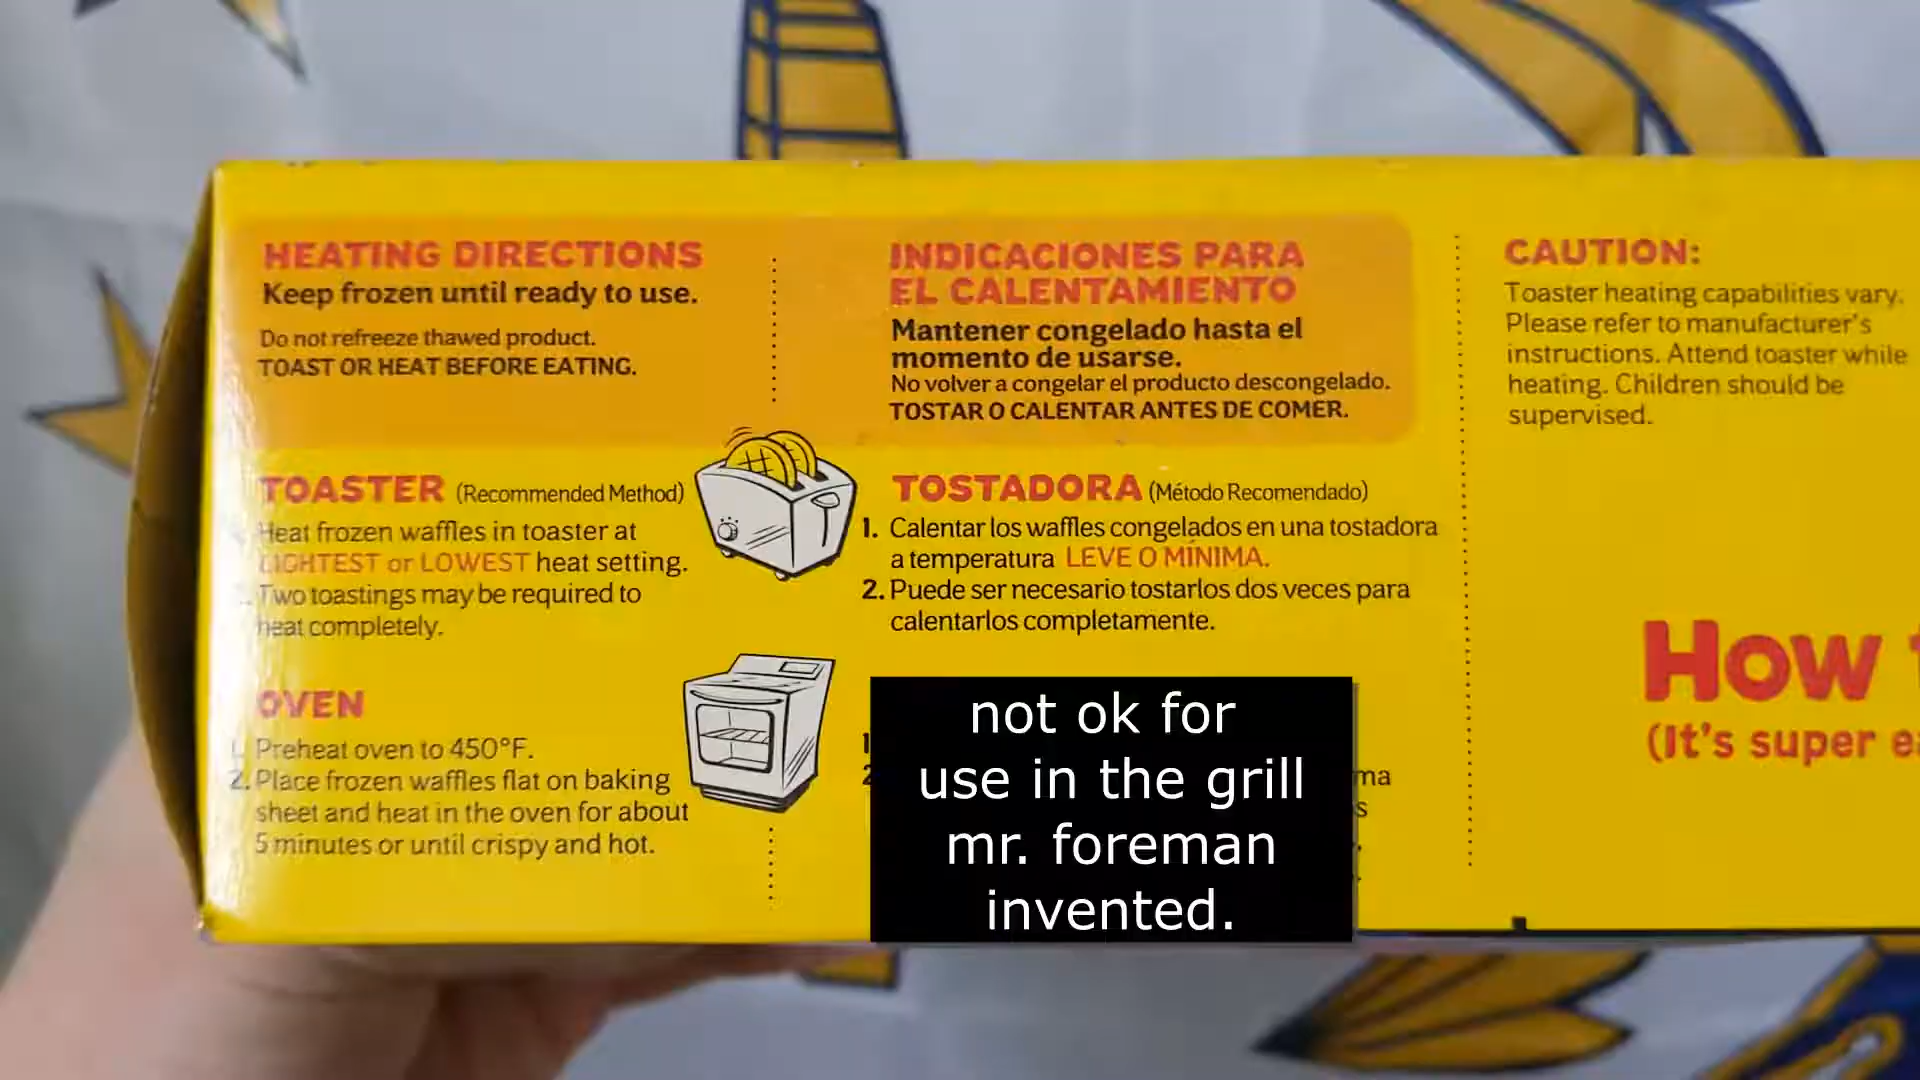 HEATING DIRECTIONS
Keep frozen until ready to use.
Do not refreeze thawed product.
TOAST OR HEAT BEFORE EATING.
TOASTER (Recommended Method)
Heat frozen waffles in toaster at
LIGHTEST or LOWEST heat setting.
Two toastings may be required to
heat completely.
OVEN
1. Preheat oven to 450°F.
2. Place frozen waffles flat on baking
sheet and heat in the oven for about
5 minutes or until crispy and hot.
INDICACIONES PARA
EL CALENTAMIENTO
Mantener congelado hasta el
momento de usarse.
No volver a congelar el producto descongelado.
TOSTAR O CALENTAR ANTES DE COMER.
TOSTADORA (Método Recomendado)
1. Calentar los waffles congelados en una tostadora
a temperatura LEVE O MÍNIMA.
2. Puede ser necesario tostarlos dos veces para
calentarlos completamente.
not ok for
use in the grill
mr. foreman
invented.
CAUTION:
Toaster heating capabilities vary.
Please refer to manufacturer's
instructions. Attend toaster while
heating. Children should be
supervised.
How
(It's super